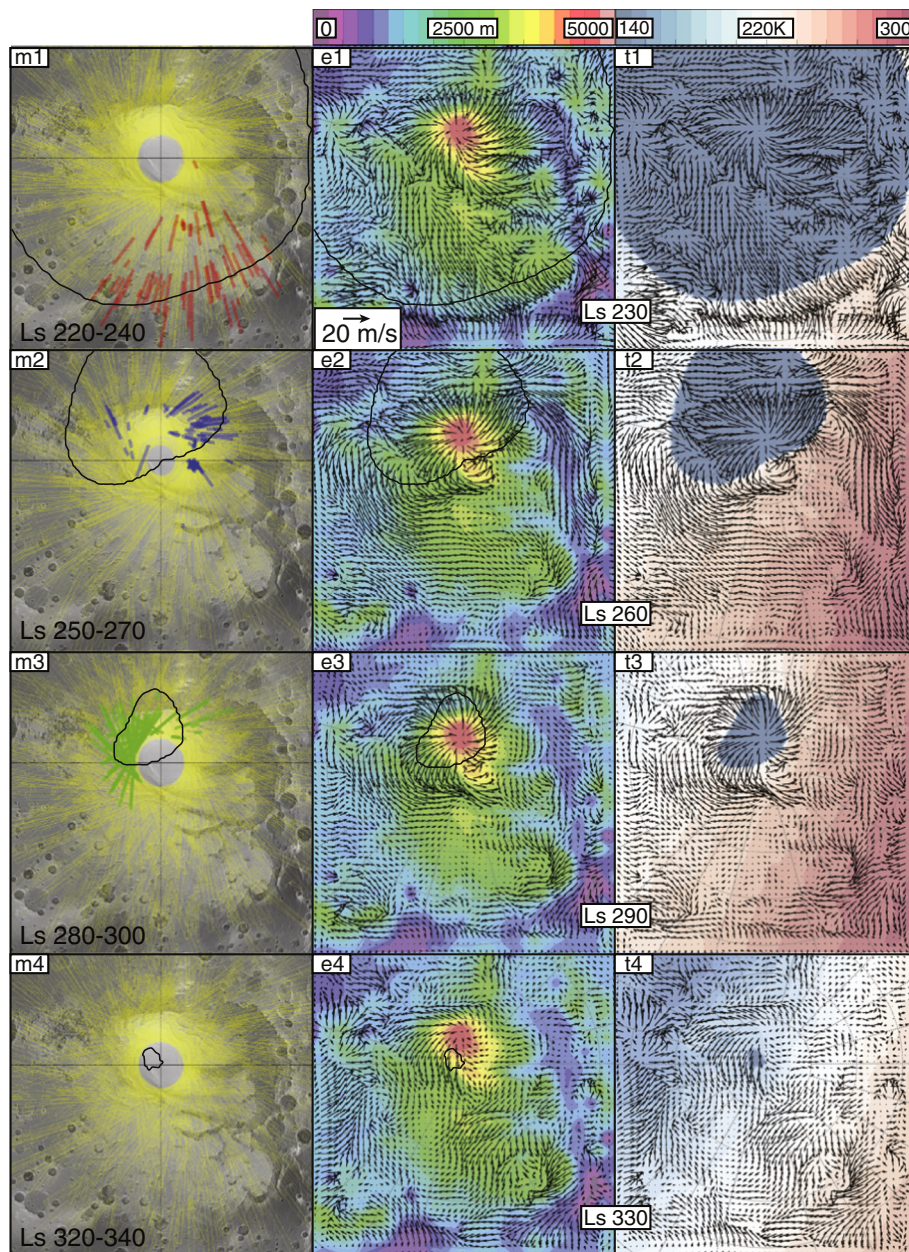 0 2500 m 5000 140 220K 300
m1 e1 t1
Ls 220-240
Ls 230
20 m/s
m2 e2 t2
Ls 250-270
Ls 260
m3 e3 t3
Ls 280-300
Ls 290
m4 e4 t4
Ls 320-340
Ls 330